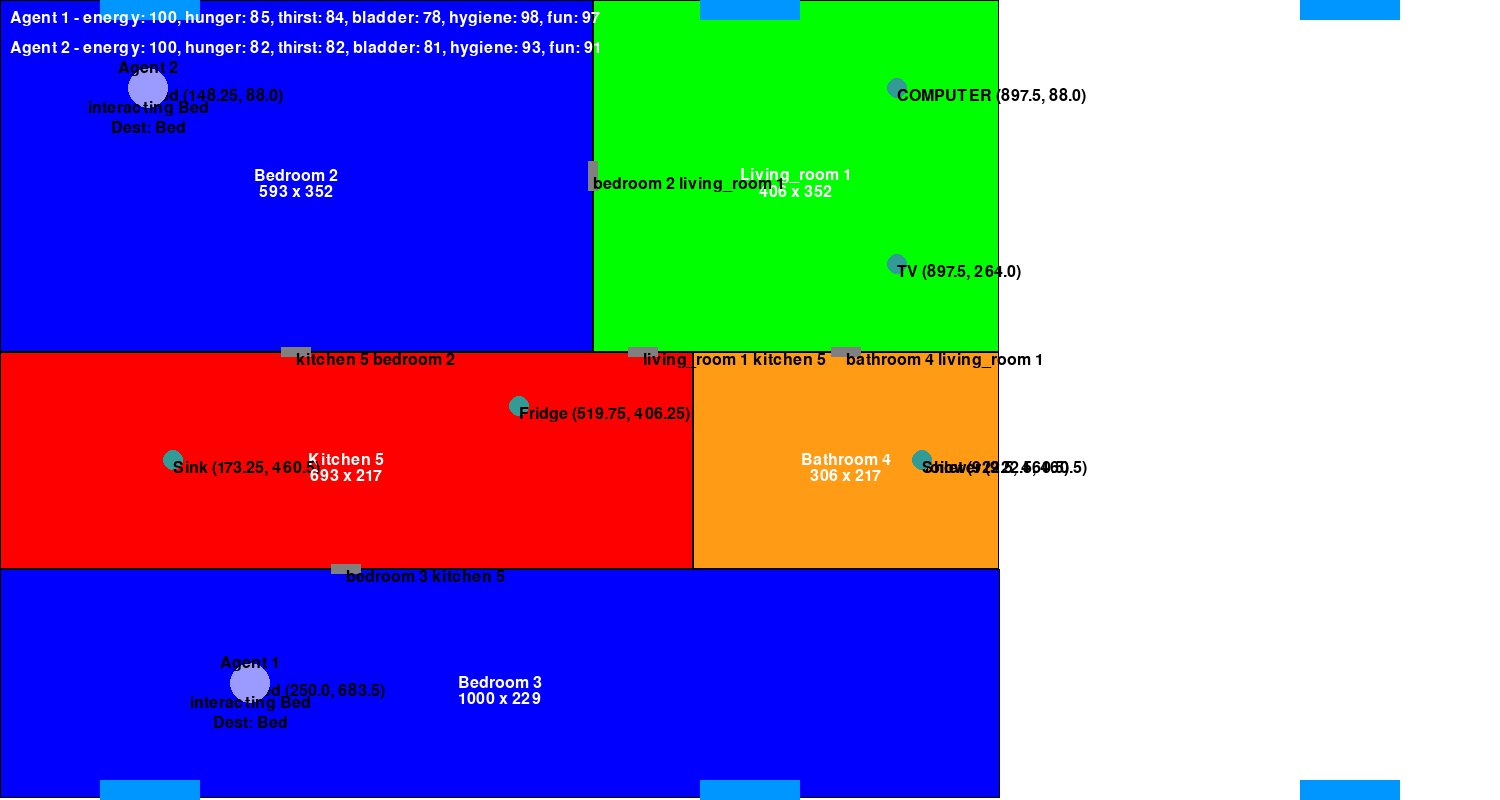 Agent 1 - energy: 100, hunger: 85, thirst: 84, bladder: 78, hygiene: 98, fun: 97
Agent 2 - energy: 100, hunger: 82, thirst: 82, bladder: 81, hygiene: 93, fun: 91
Agent 2
(148.25, 88.0)
interacting Bed
Dest: Bed
COMPUTER (897.5, 88.0)
Bedroom 2
593 x 352
Living_room 1
406 x 352
bedroom 2 living_room 1
TV (897.5, 264.0)
kitchen 5 bedroom 2
living_room 1 kitchen 5
bathroom 4 living_room 1
Fridge (519.75, 406.25)
Sink (173.25, 460.5)
Kitchen 5
693 x 217
Bathroom 4
306 x 217
bedroom 3 kitchen 5
Agent 1
(250.0, 683.5)
interacting Bed
Dest: Bed
Bedroom 3
1000 x 229